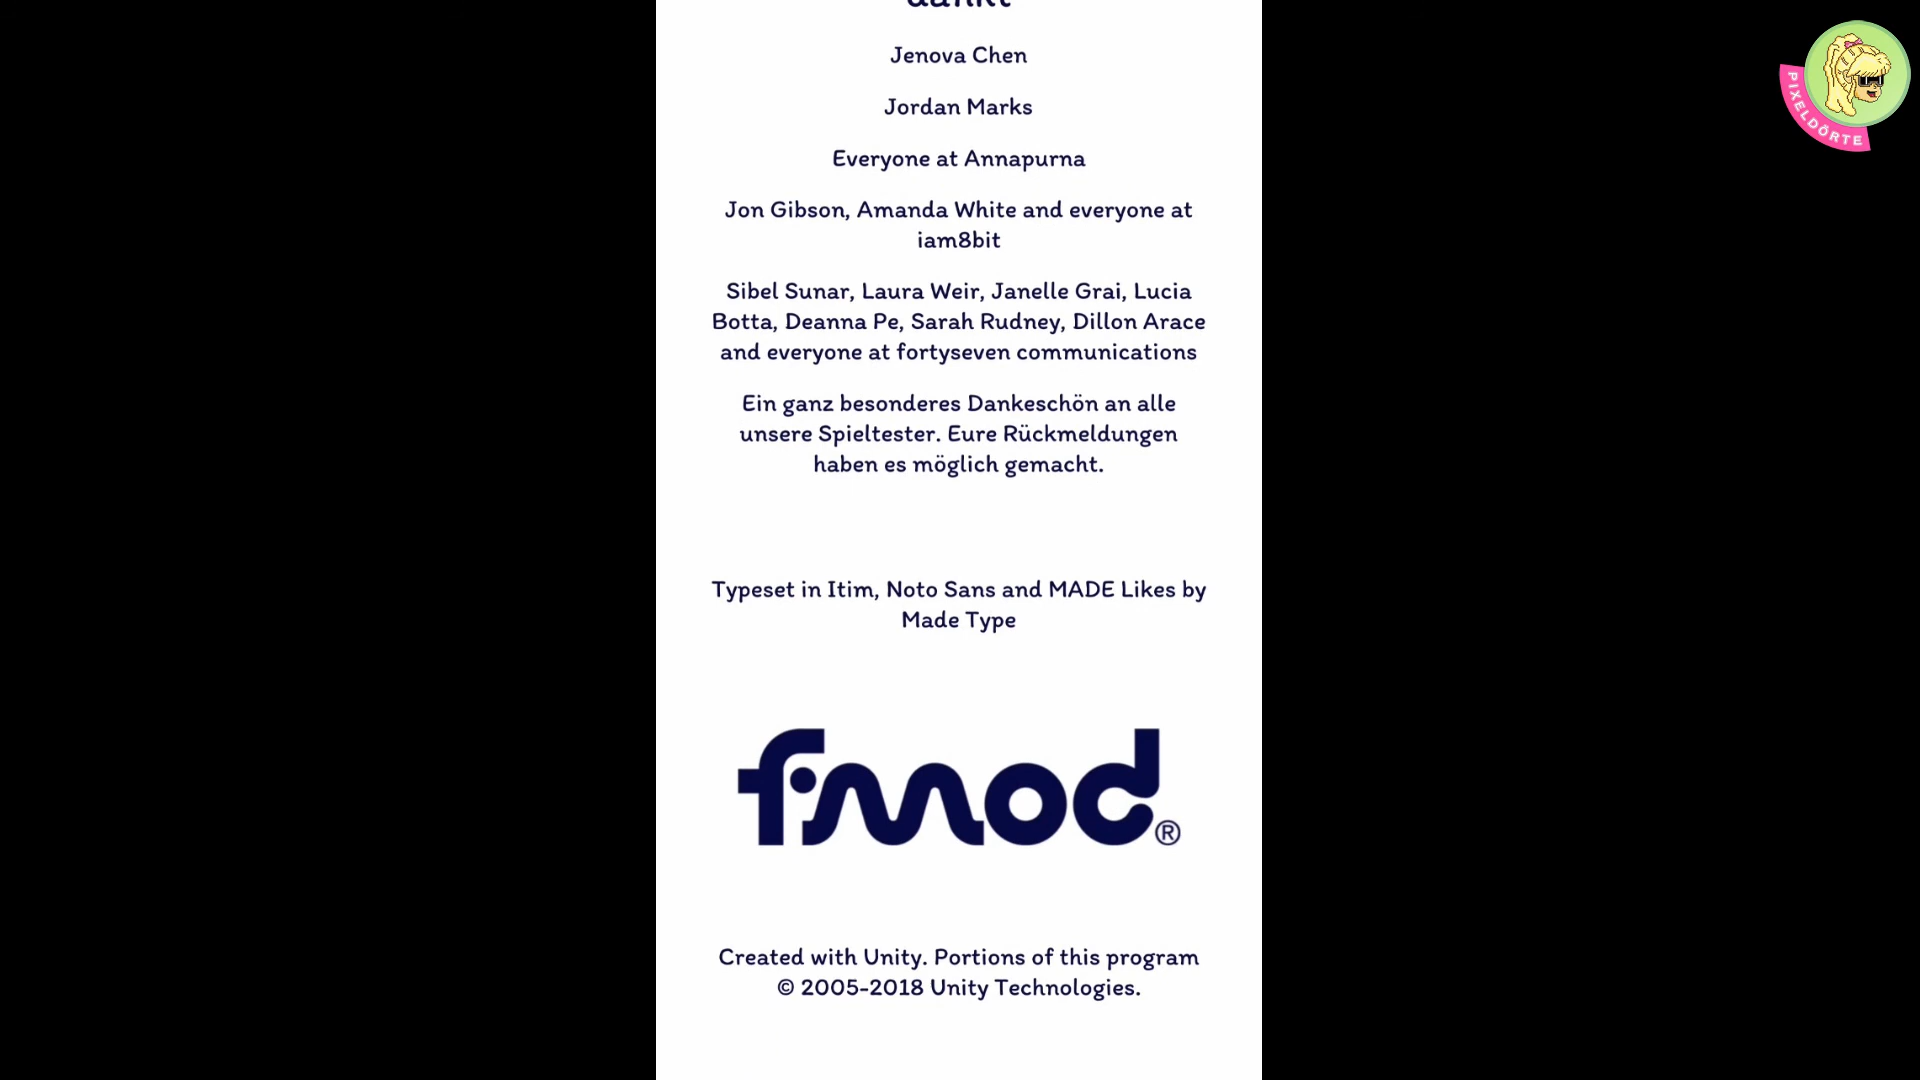 dankt
Jenova Chen
Jordan Marks
Everyone at Annapurna
Jon Gibson, Amanda White and everyone at
iam8bit
Sibel Sunar, Laura Weir, Janelle Grai, Lucia
Botta, Deanna Pe, Sarah Rudney, Dillon Arace
and everyone at fortyseven communications
Ein ganz besonderes Dankeschön an alle
unsere Spieltester. Eure Rückmeldungen
haben es möglich gemacht.
Typeset in Itim, Noto Sans and MADE Likes by
Made Type
fmod®
Created with Unity. Portions of this program
© 2005-2018 Unity Technologies.
PIXELDÖRTE